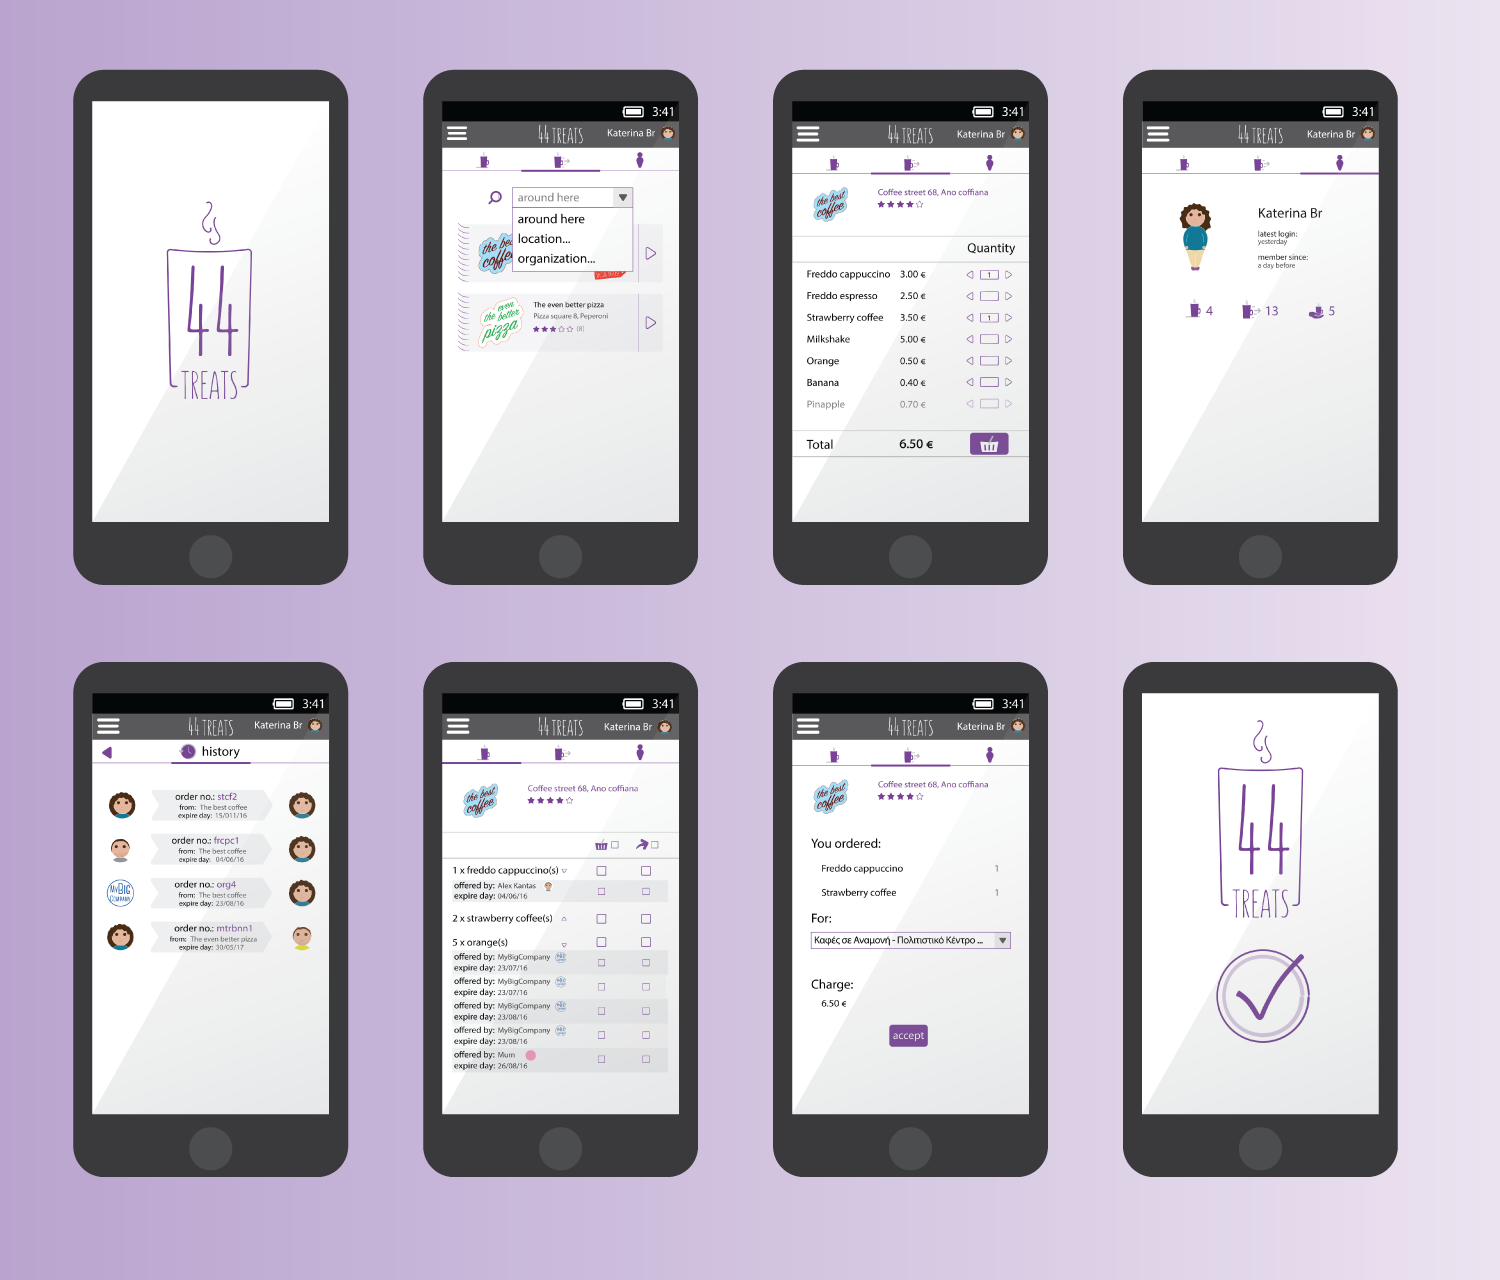 44
TREATS
3:41
44 TREATS Katerina Br
around here
around here
location...
organization...
the best
coffee
even
the better
pizza
The even better pizza
Pizza square 8, Peperoni
(8)
3:41
44 TREATS Katerina Br
the best
coffee
Coffee street 68, Ano coffiana
Quantity
Freddo cappuccino 3.00 € 1
Freddo espresso 2.50 €
Strawberry coffee 3.50 € 1
Milkshake 5.00 €
Orange 0.50 €
Banana 0.40 €
Pinapple 0.70 €
Total 6.50 €
3:41
44 TREATS Katerina Br
Katerina Br
latest login:
yesterday
member since:
a day before
4 13 5
3:41
44 TREATS Katerina Br
history
order no.: stcf2
from: The best coffee
expire day: 15/011/16
order no.: frcpc1
from: The best coffee
expire day: 04/06/16
MyBIG
COMPANY
order no.: org4
from: The best coffee
expire day: 23/08/16
order no.: mtrbnn1
from: The even better pizza
expire day: 30/05/17
3:41
44 TREATS Katerina Br
the best
coffee
Coffee street 68, Ano coffiana
1 x freddo cappuccino(s)
offered by: Alex Kantas
expire day: 04/06/16
2 x strawberry coffee(s)
5 x orange(s)
offered by: MyBigCompany
expire day: 23/07/16
offered by: MyBigCompany
expire day: 23/07/16
offered by: MyBigCompany
expire day: 23/08/16
offered by: MyBigCompany
expire day: 23/08/16
offered by: Mum
expire day: 26/08/16
3:41
44 TREATS Katerina Br
the best
coffee
Coffee street 68, Ano coffiana
You ordered:
Freddo cappuccino 1
Strawberry coffee 1
For:
Καφές σε Αναμονή - Πολιτιστικό Κέντρο ...
Charge:
6.50 €
accept
44
TREATS